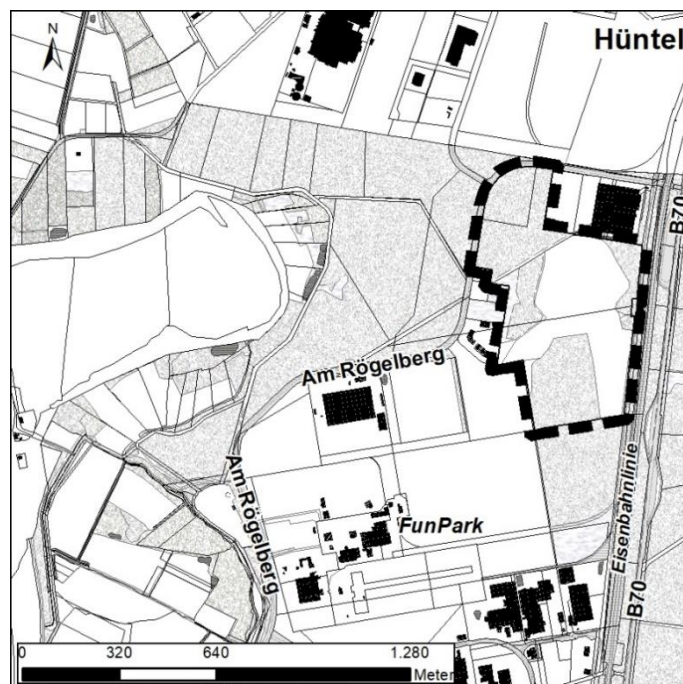 N
Hüntel
B70
Am Rögelberg
Am Rögelberg
FunPark
Eisenbahnlinie
B70
0 320 640 1.280
Meter